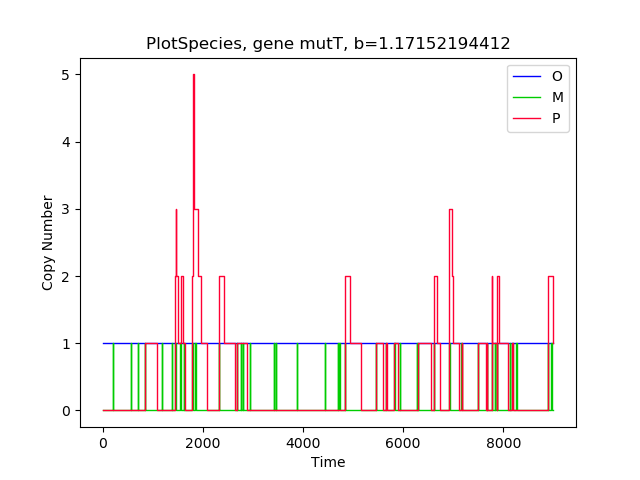 PlotSpecies, gene mutT, b=1.17152194412
O
M
P
5
4
3
2
1
0
Copy Number
0 2000 4000 6000 8000
Time